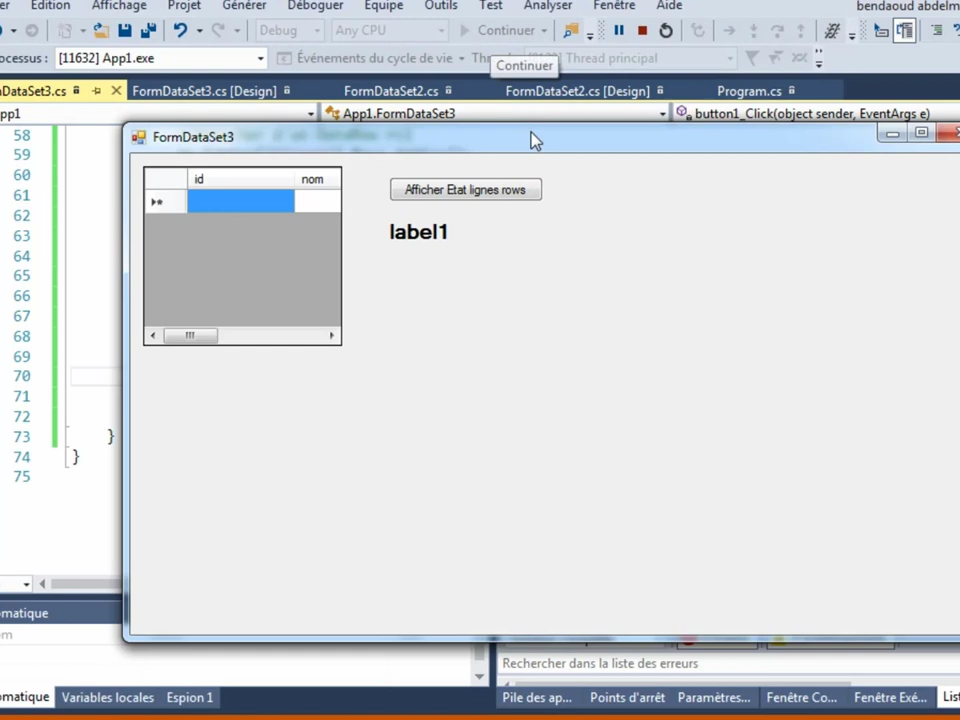 Edition Affichage Projet Générer Déboguer Equipe Outils Test Analyser Fenêtre Aide bendaoud abdelm
Debug Any CPU Continuer
ocessus : [11632] App1.exe Événements du cycle de vie Thread principal
Continuer
mDataSet3.cs FormDataSet3.cs [Design] FormDataSet2.cs FormDataSet2.cs [Design] Program.cs
pp1 App1.FormDataSet3 button1_Click(object sender, EventArgs e)
FormDataSet3
id nom
Afficher Etat lignes rows
label1
58
59
60
61
62
63
64
65
66
67
68
69
70
71
72
73 }
74 }
75
matique
om
Rechercher dans la liste des erreurs
omatique Variables locales Espion 1 Pile des ap... Points d'arrêt Paramètres... Fenêtre Co... Fenêtre Exé... List